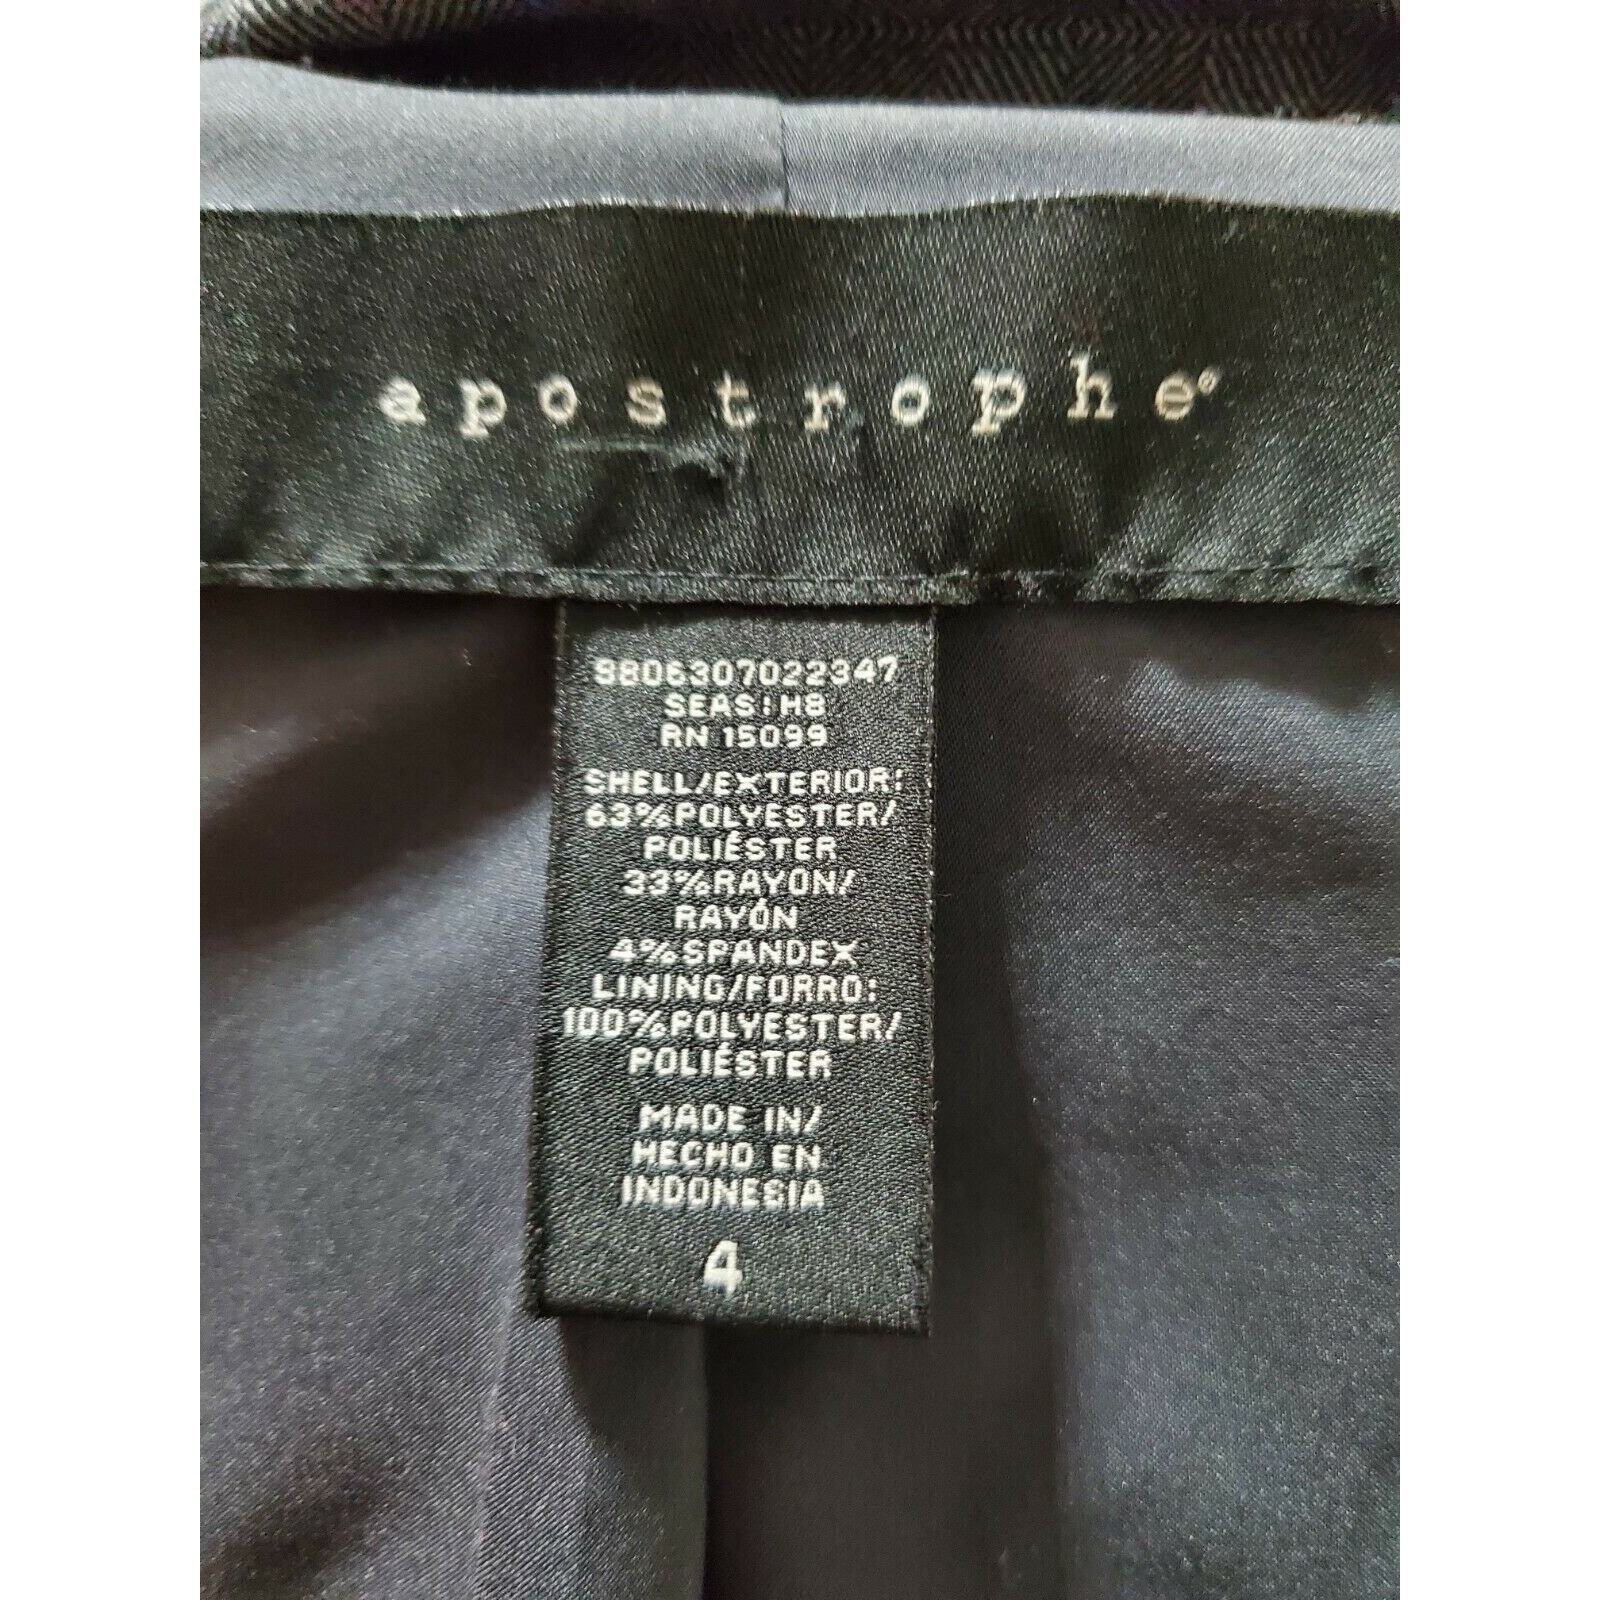 apostrophe®
9806307022347
SEAS:H8
RN 15099
SHELL/EXTERIOR:
63%POLYESTER/
POLIÉSTER
33%RAYON/
RAYÓN
4%SPANDEX
LINING/FORRO:
100%POLYESTER/
POLIÉSTER
MADE IN/
HECHO EN
INDONESIA
4